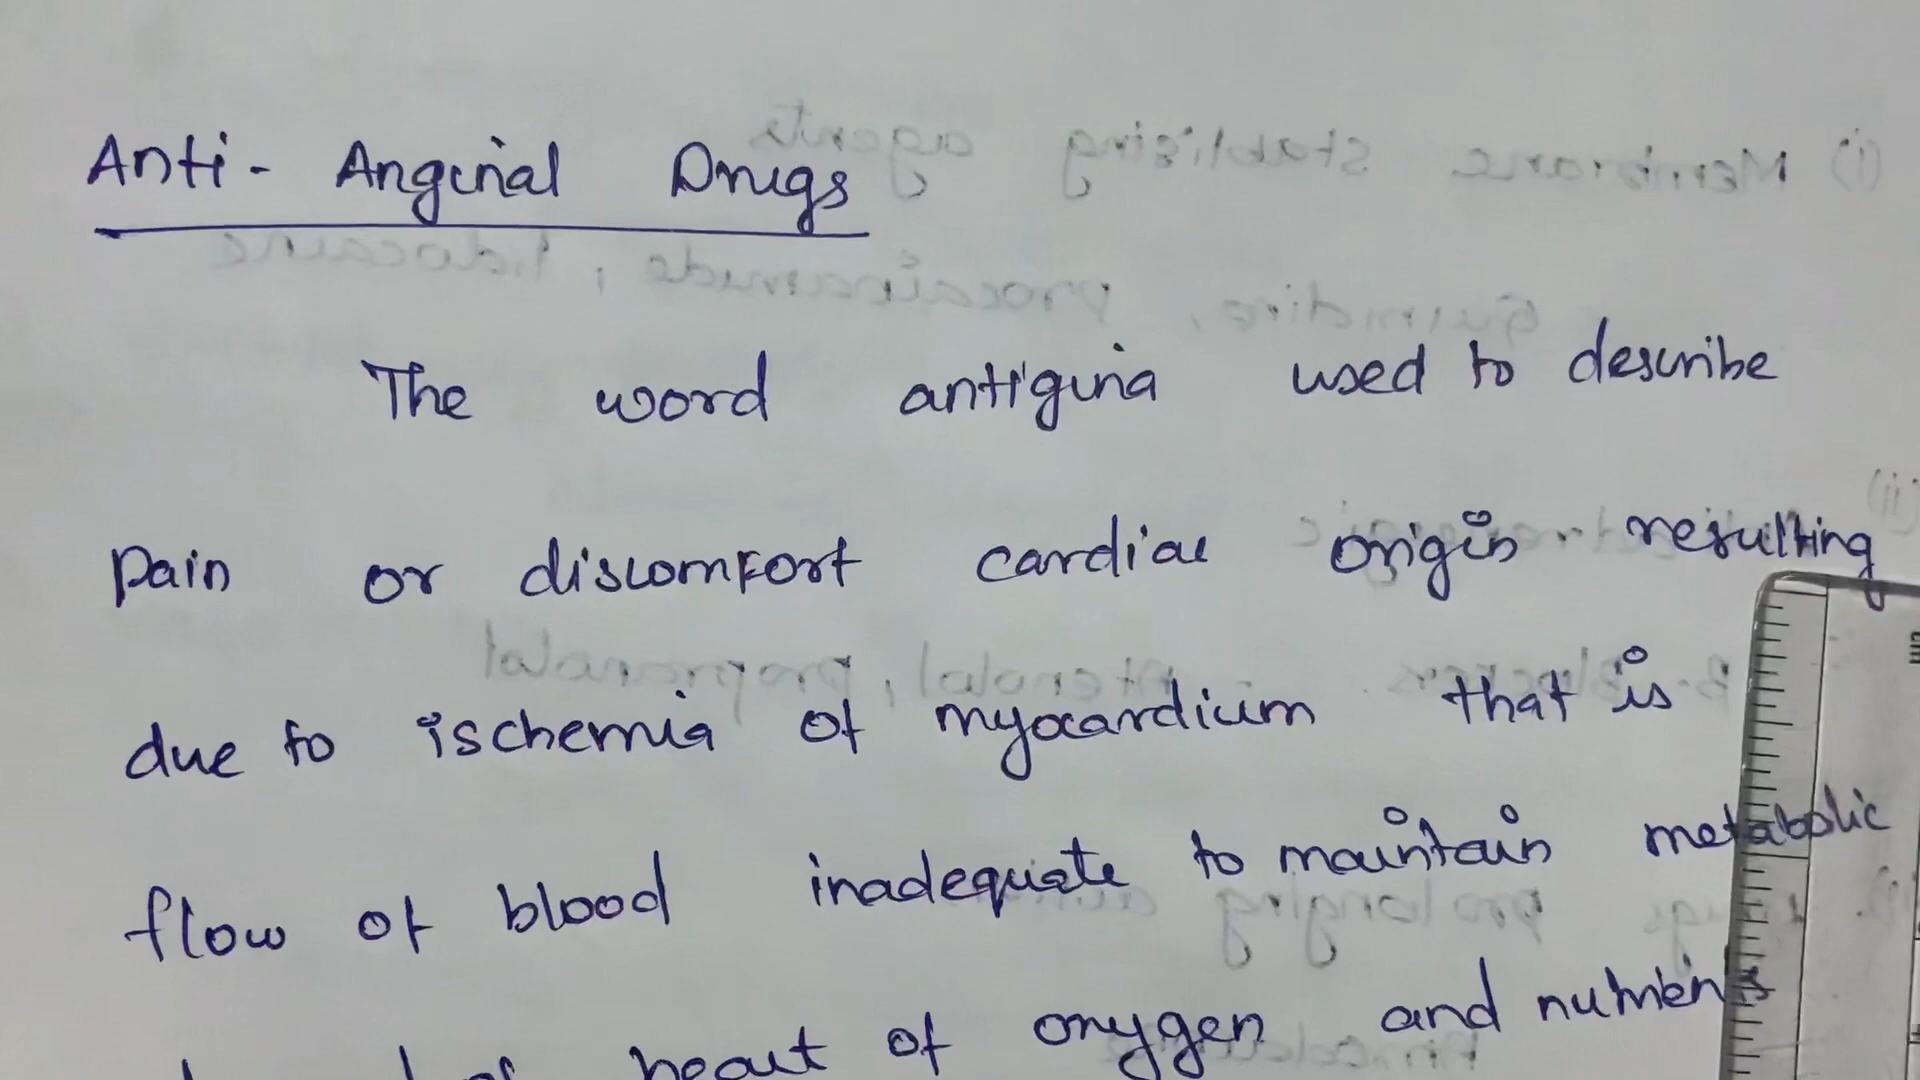 Anti- Anginal Drugs
The word antigina used to describe
pain or discomfort cardiac origin resulting
due to ischemia of myocardium that is
flow of blood inadequate to maintain metabolic
heart of oxygen and nutrients